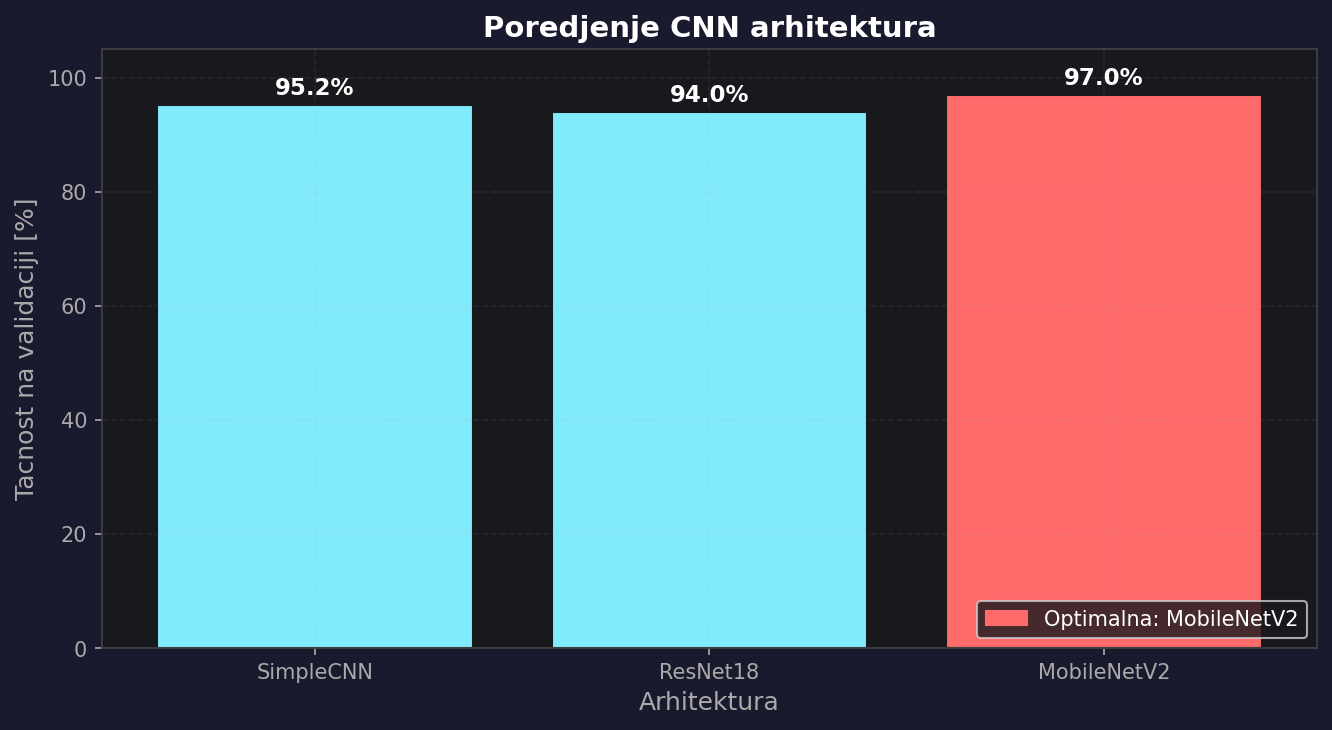 Poredjenje CNN arhitektura
Tacnost na validaciji [%]
100
80
60
40
20
0
95.2%
94.0%
97.0%
Optimalna: MobileNetV2
SimpleCNN
ResNet18
MobileNetV2
Arhitektura